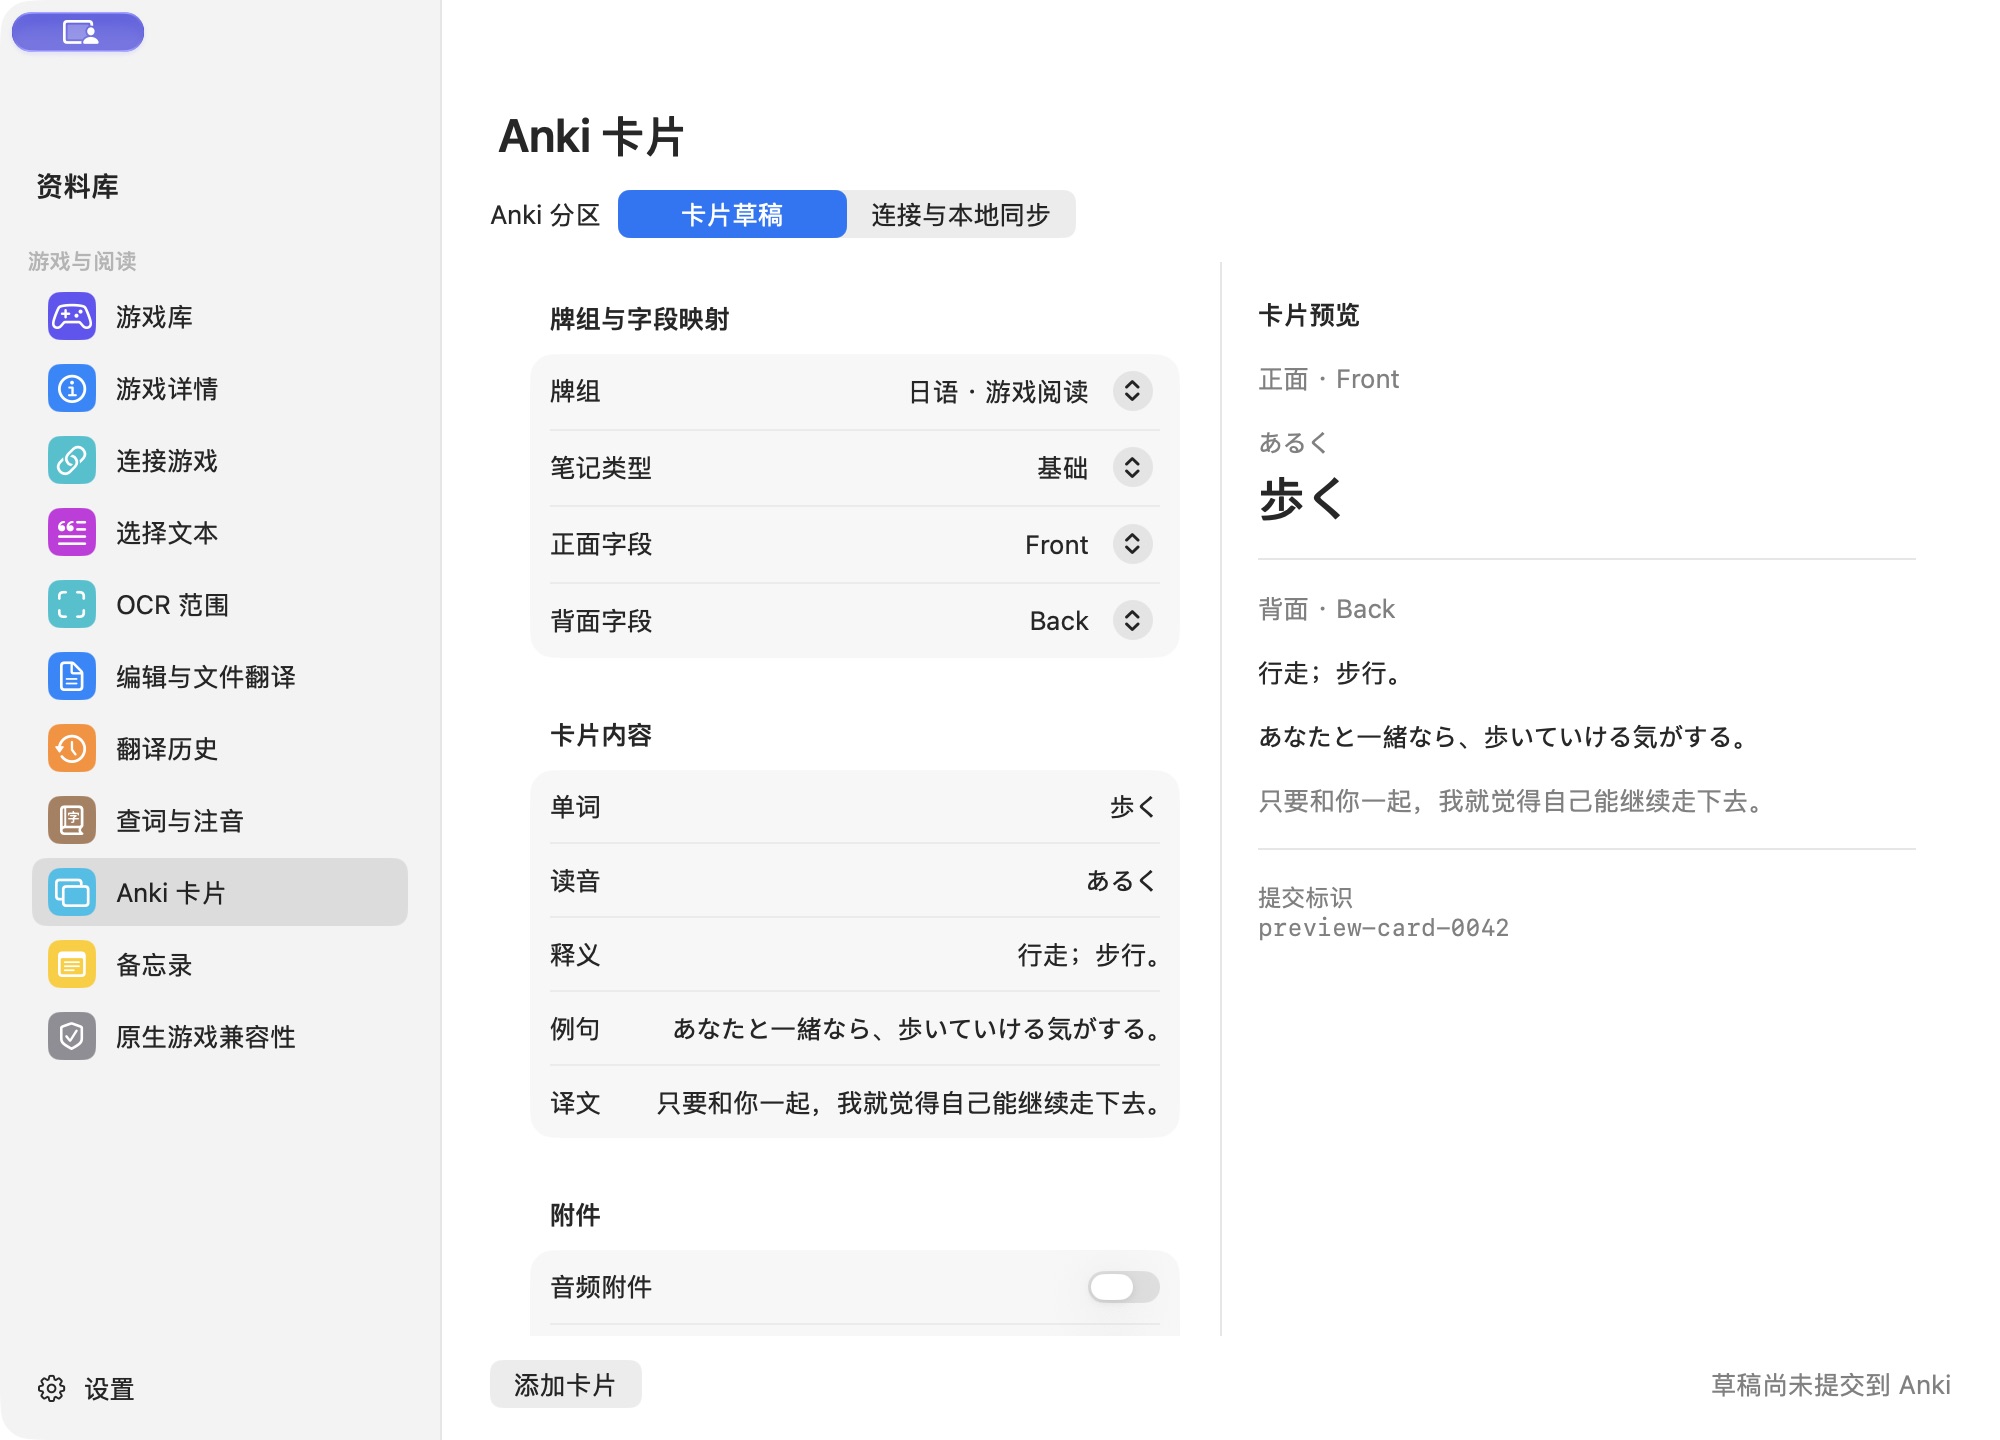 资料库
游戏与阅读
游戏库
游戏详情
连接游戏
选择文本
OCR 范围
编辑与文件翻译
翻译历史
字
查词与注音
Anki 卡片
备忘录
原生游戏兼容性
设置
Anki 卡片
Anki 分区 卡片草稿 连接与本地同步
牌组与字段映射
牌组 日语 · 游戏阅读
笔记类型 基础
正面字段 Front
背面字段 Back
卡片内容
单词 歩く
读音 あるく
释义 行走；步行。
例句 あなたと一緒なら、歩いていける気がする。
译文 只要和你一起，我就觉得自己能继续走下去。
附件
音频附件
添加卡片
卡片预览
正面 · Front
あるく
歩く
背面 · Back
行走；步行。
あなたと一緒なら、歩いていける気がする。
只要和你一起，我就觉得自己能继续走下去。
提交标识
preview-card-0042
草稿尚未提交到 Anki